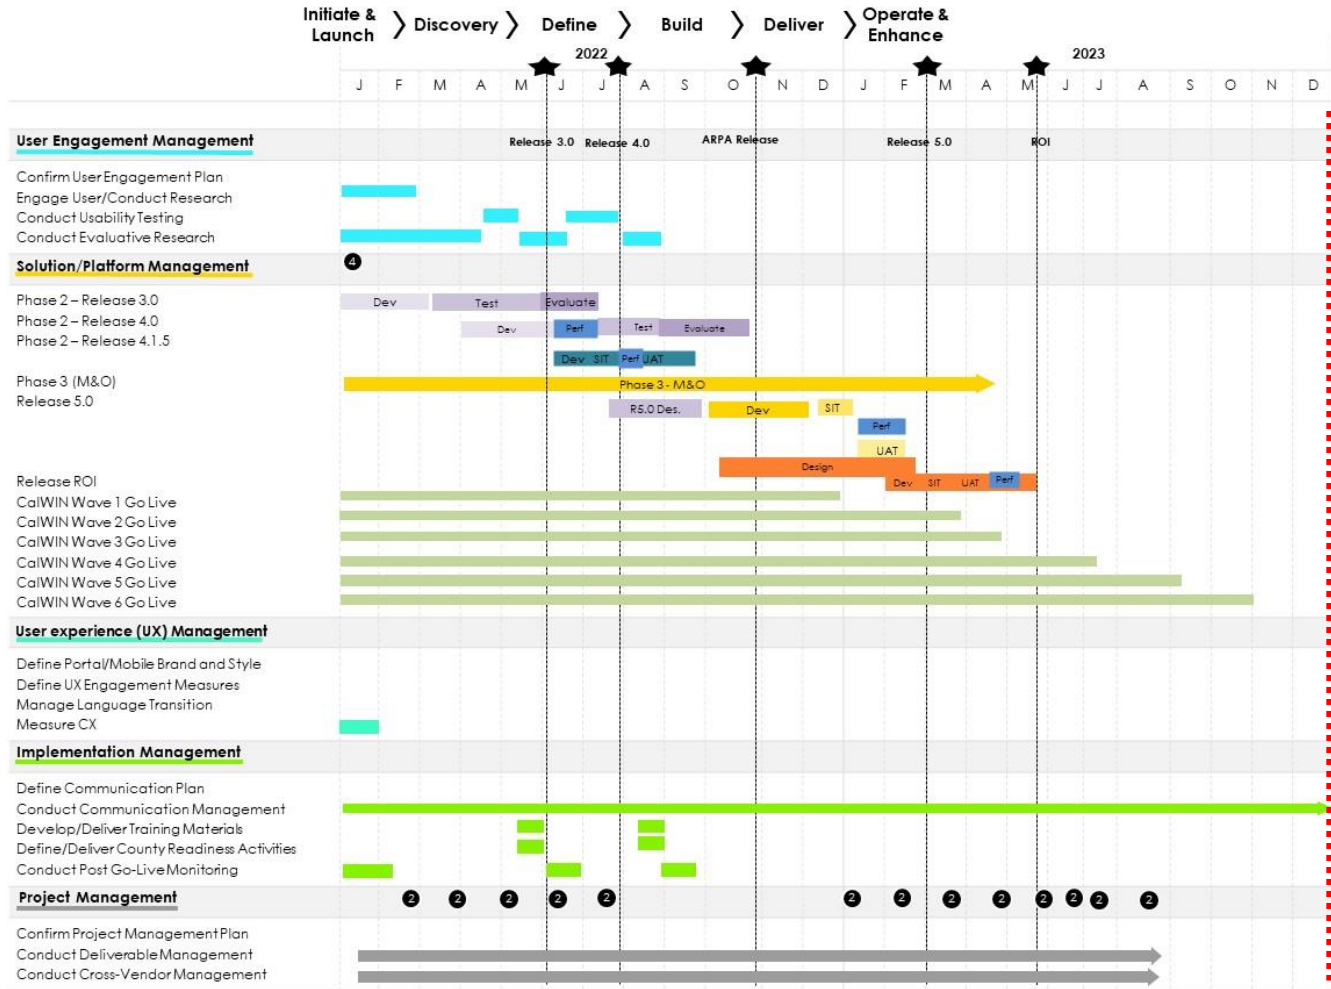 Initiate &
Launch
Discovery
Define
Build
Deliver
Operate &
Enhance
2022
2023
J F M A M J J A S O N D J F M A M J J A S O N D
User Engagement Management
Release 3.0
Release 4.0
ARPA Release
Release 5.0
ROI
Confirm User Engagement Plan
Engage User/Conduct Research
Conduct Usability Testing
Conduct Evaluative Research
Solution/Platform Management
4
Phase 2 – Release 3.0
Dev Test Evaluate
Phase 2 – Release 4.0
Dev Perf Test Evaluate
Phase 2 – Release 4.1.5
Dev SIT Perf UAT
Phase 3 (M&O)
Phase 3 - M&O
Release 5.0
R5.0 Des. Dev SIT
Perf
UAT
Design
Release ROI
Dev SIT UAT Perf
CalWIN Wave 1 Go Live
CalWIN Wave 2 Go Live
CalWIN Wave 3 Go Live
CalWIN Wave 4 Go Live
CalWIN Wave 5 Go Live
CalWIN Wave 6 Go Live
User experience (UX) Management
Define Portal/Mobile Brand and Style
Define UX Engagement Measures
Manage Language Transition
Measure CX
Implementation Management
Define Communication Plan
Conduct Communication Management
Develop/Deliver Training Materials
Define/Deliver County Readiness Activities
Conduct Post Go-Live Monitoring
Project Management
2 2 2 2 2 2 2 2 2 2 2 2 2
Confirm Project Management Plan
Conduct Deliverable Management
Conduct Cross-Vendor Management